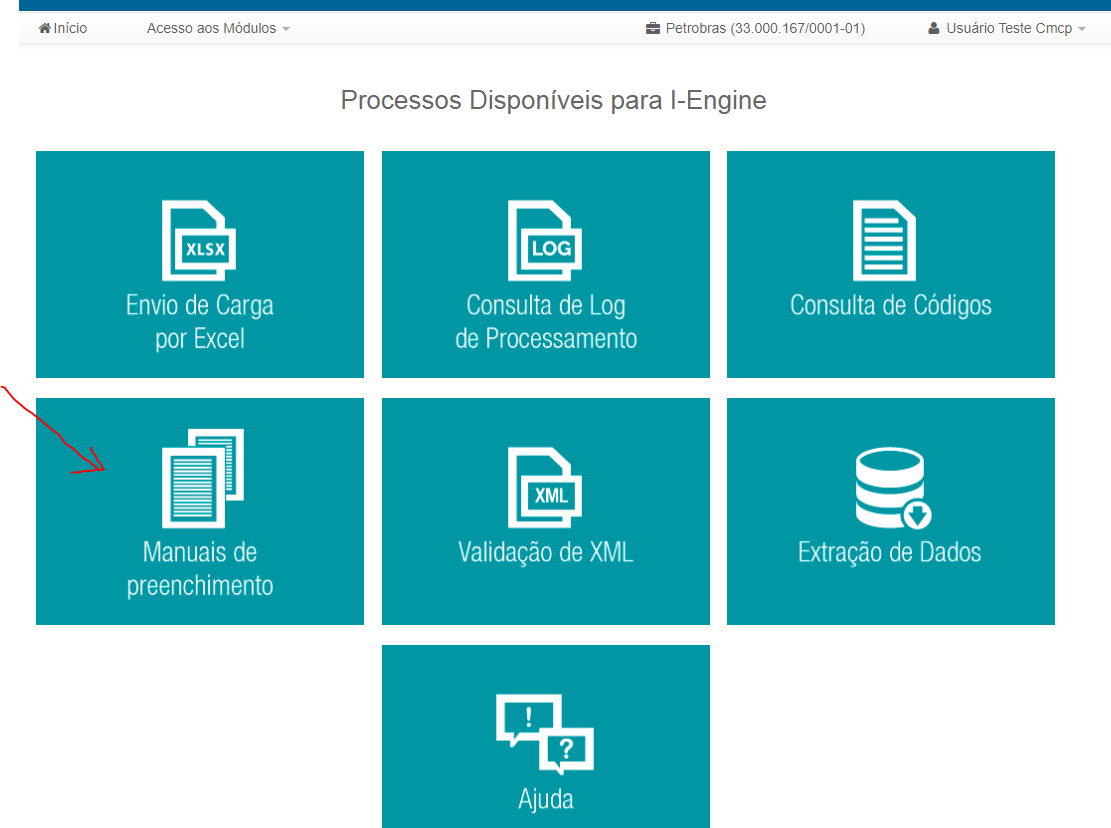 Início
Acesso aos Módulos
Petrobras (33.000.167/0001-01)
Usuário Teste Cmcp
Processos Disponíveis para I-Engine
XLSX
Envio de Carga
por Excel
LOG
Consulta de Log
de Processamento
Consulta de Códigos
Manuais de
preenchimento
XML
Validação de XML
Extração de Dados
!
?
Ajuda